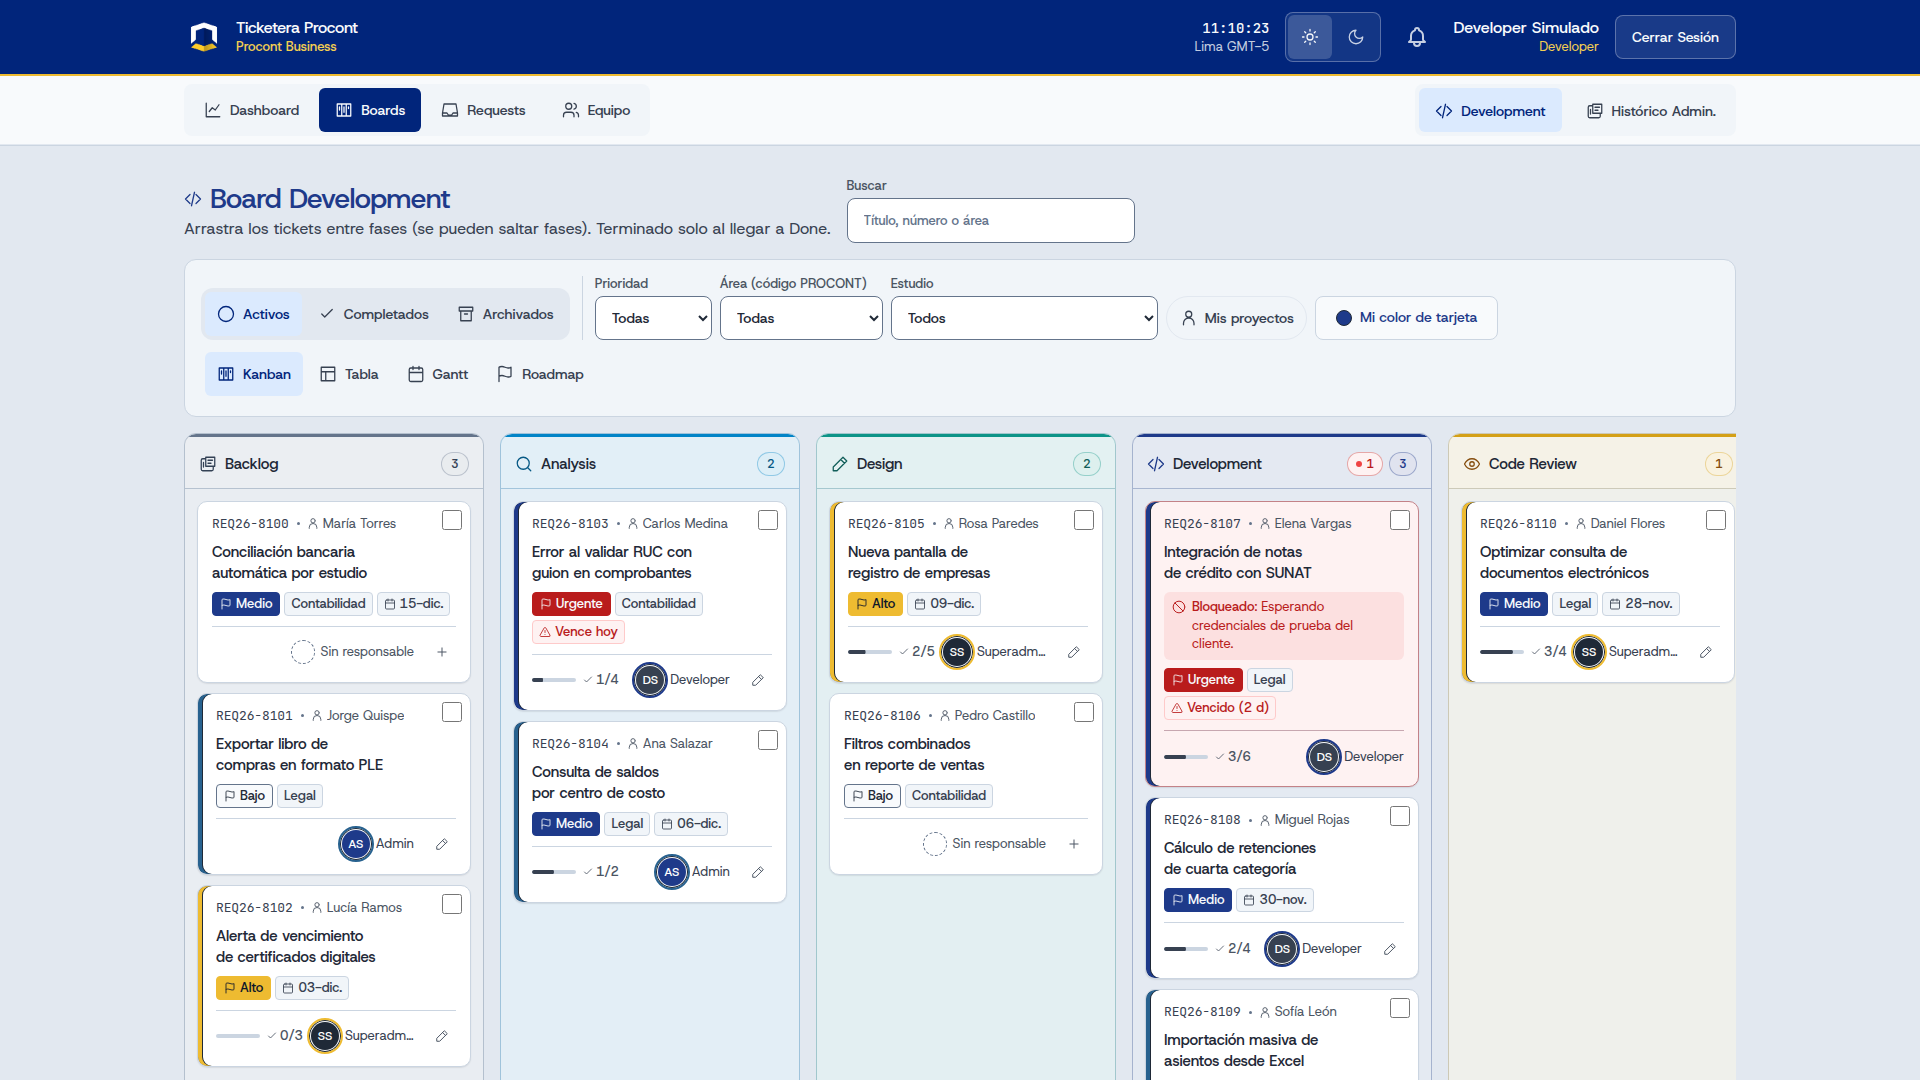 Ticketera Procont
Procont Business
11:10:23
Lima GMT-5
Developer Simulado
Developer
Cerrar Sesión
Dashboard
Boards
Requests
Equipo
Development
Histórico Admin.
Board Development
Arrastra los tickets entre fases (se pueden saltar fases). Terminado solo al llegar a Done.
Buscar
Título, número o área
Activos
Completados
Archivados
Prioridad
Todas
Área (código PROCONT)
Todas
Estudio
Todos
Mis proyectos
Mi color de tarjeta
Kanban
Tabla
Gantt
Roadmap
Backlog
3
REQ26-8100 • María Torres
Conciliación bancaria
automática por estudio
Medio
Contabilidad
15-dic.
Sin responsable
REQ26-8101 • Jorge Quispe
Exportar libro de
compras en formato PLE
Bajo
Legal
AS Admin
REQ26-8102 • Lucía Ramos
Alerta de vencimiento
de certificados digitales
Alto
03-dic.
0/3
SS Superadm...
Analysis
2
REQ26-8103 • Carlos Medina
Error al validar RUC con
guion en comprobantes
Urgente
Contabilidad
Vence hoy
1/4
DS Developer
REQ26-8104 • Ana Salazar
Consulta de saldos
por centro de costo
Medio
Legal
06-dic.
1/2
AS Admin
Design
2
REQ26-8105 • Rosa Paredes
Nueva pantalla de
registro de empresas
Alto
09-dic.
2/5
SS Superadm...
REQ26-8106 • Pedro Castillo
Filtros combinados
en reporte de ventas
Bajo
Contabilidad
Sin responsable
Development
1
3
REQ26-8107 • Elena Vargas
Integración de notas
de crédito con SUNAT
Bloqueado: Esperando
credenciales de prueba del
cliente.
Urgente
Legal
Vencido (2 d)
3/6
DS Developer
REQ26-8108 • Miguel Rojas
Cálculo de retenciones
de cuarta categoría
Medio
30-nov.
2/4
DS Developer
REQ26-8109 • Sofía León
Importación masiva de
asientos desde Excel
Code Review
1
REQ26-8110 • Daniel Flores
Optimizar consulta de
documentos electrónicos
Medio
Legal
28-nov.
3/4
SS Superadm...